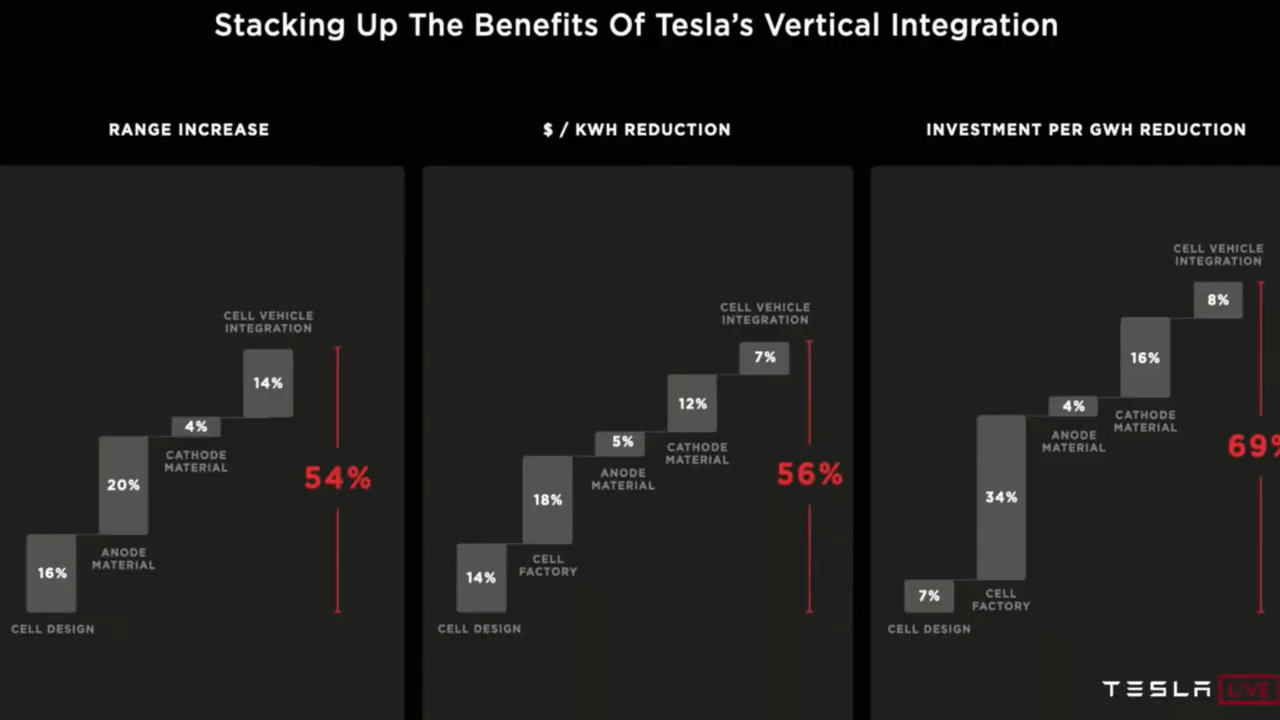 Stacking Up The Benefits Of Tesla's Vertical Integration
RANGE INCREASE
CELL VEHICLE
INTEGRATION
14%
4%
CATHODE
MATERIAL
20%
ANODE
MATERIAL
16%
CELL DESIGN
54%
$ / KWH REDUCTION
CELL VEHICLE
INTEGRATION
7%
12%
CATHODE
MATERIAL
5%
ANODE
MATERIAL
18%
CELL
FACTORY
14%
CELL DESIGN
56%
INVESTMENT PER GWH REDUCTION
CELL VEHICLE
INTEGRATION
8%
16%
CATHODE
MATERIAL
4%
ANODE
MATERIAL
34%
CELL
FACTORY
7%
CELL DESIGN
69%
TESLA LIVE